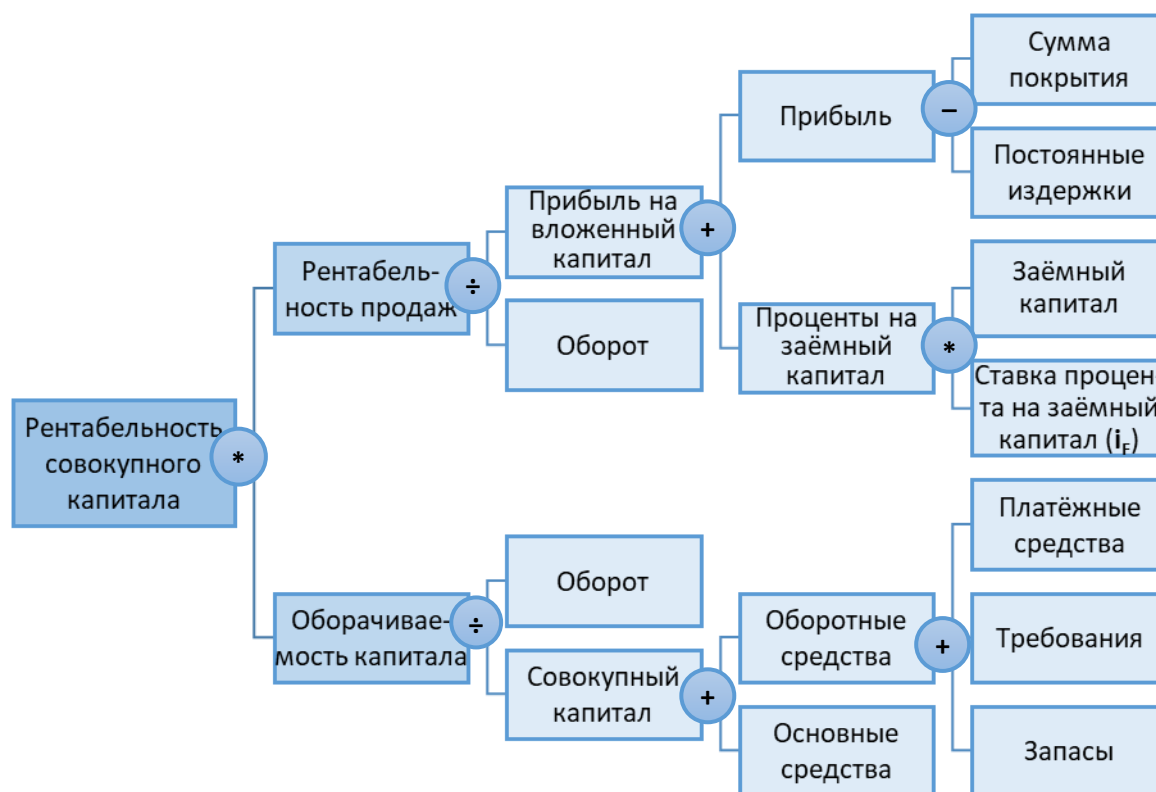 Сумма
покрытия
Прибыль
–
Постоянные
издержки
Прибыль на
вложенный
капитал
+
Рентабель-
ность продаж
÷
Заёмный
капитал
Оборот
Проценты на
заёмный
капитал
*
Ставка процен-
та на заёмный
капитал (iF)
Рентабельность
совокупного
капитала
*
Платёжные
средства
Оборот
Оборачивае-
мость капитала
÷
Оборотные
средства
+
Требования
Совокупный
капитал
+
Основные
средства
Запасы